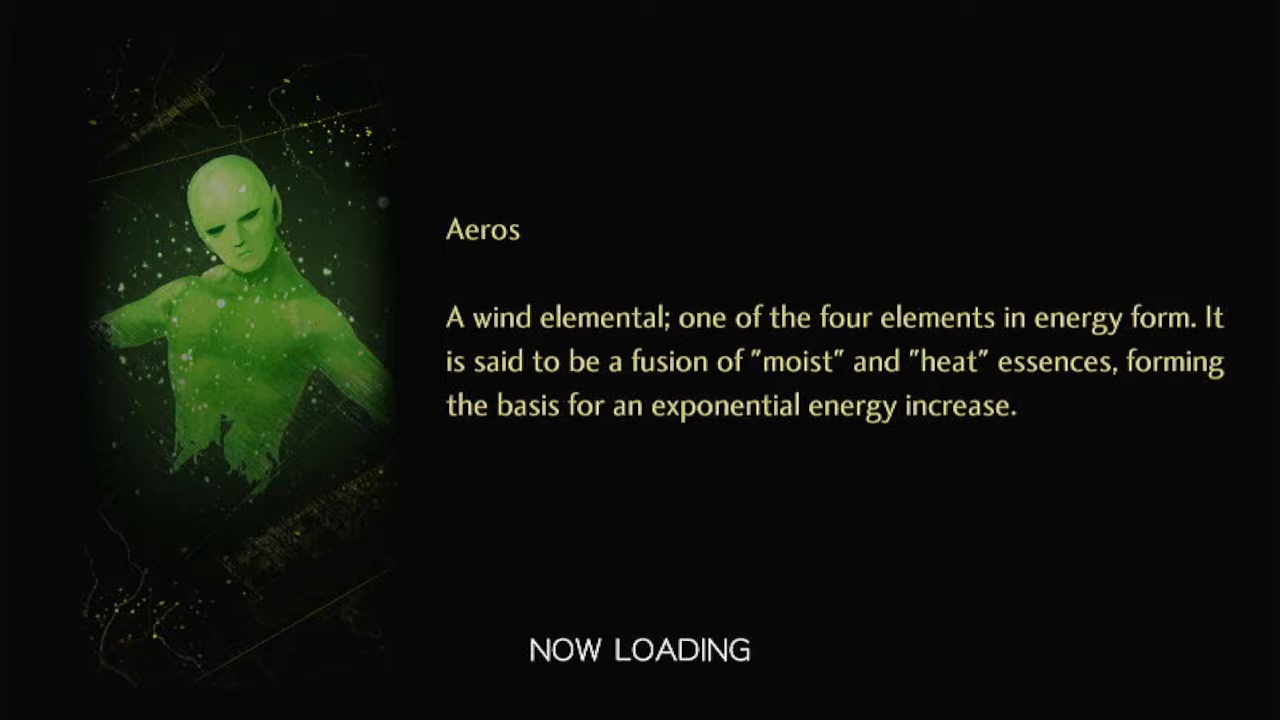 Aeros
A wind elemental; one of the four elements in energy form. It
is said to be a fusion of "moist" and "heat" essences, forming
the basis for an exponential energy increase.
NOW LOADING